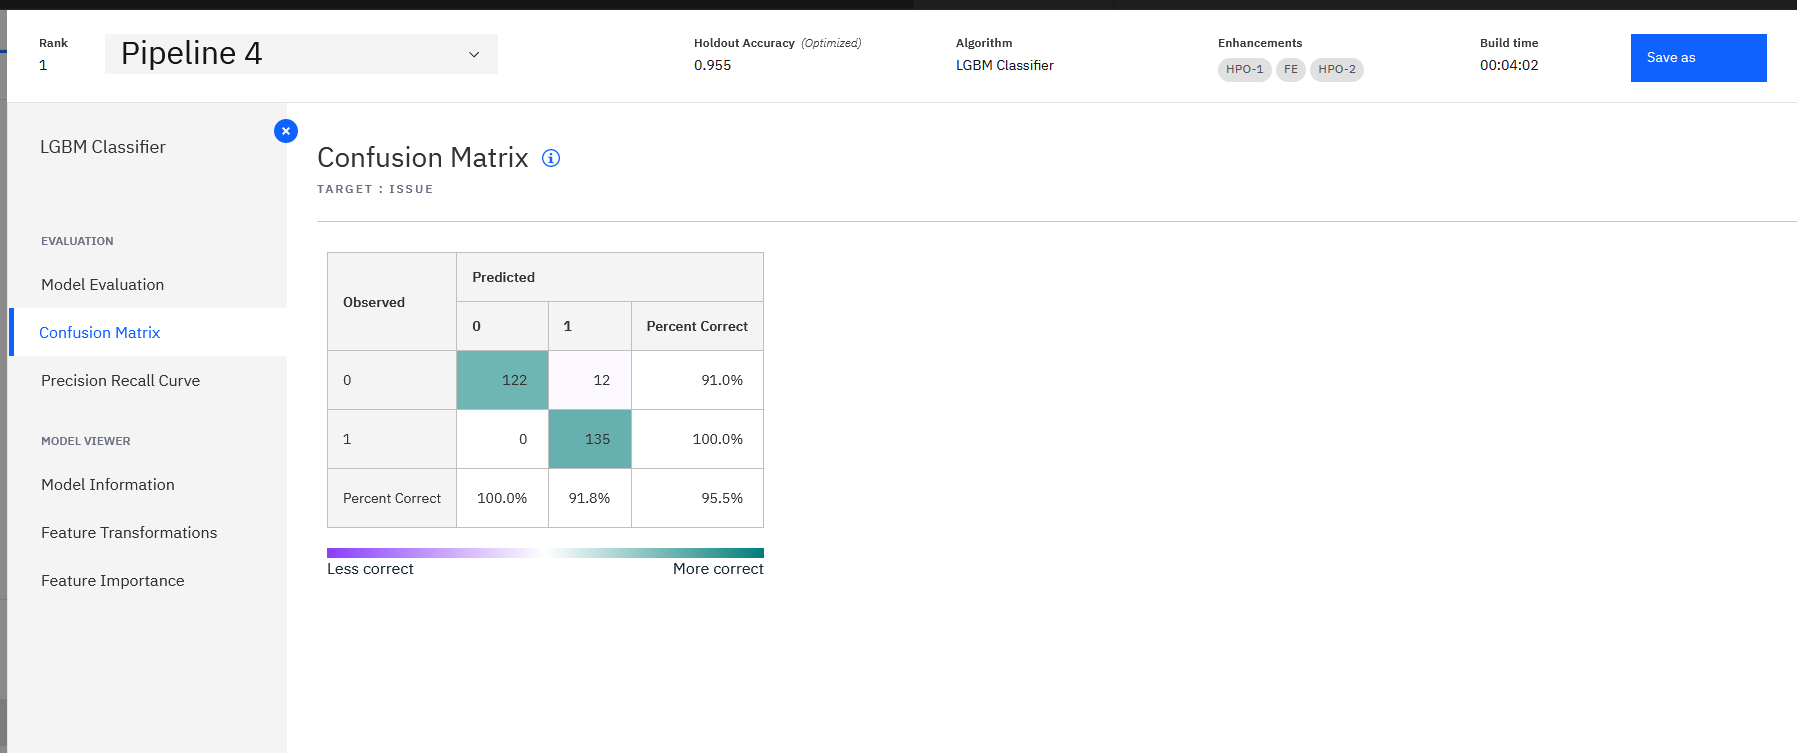 Rank
1
Pipeline 4
Holdout Accuracy (Optimized)
0.955
Algorithm
LGBM Classifier
Enhancements
HPO-1 FE HPO-2
Build time
00:04:02
Save as
LGBM Classifier
EVALUATION
Model Evaluation
Confusion Matrix
Precision Recall Curve
MODEL VIEWER
Model Information
Feature Transformations
Feature Importance
Confusion Matrix
TARGET : ISSUE
Observed
Predicted
0 1 Percent Correct
0 122 12 91.0%
1 0 135 100.0%
Percent Correct 100.0% 91.8% 95.5%
Less correct More correct